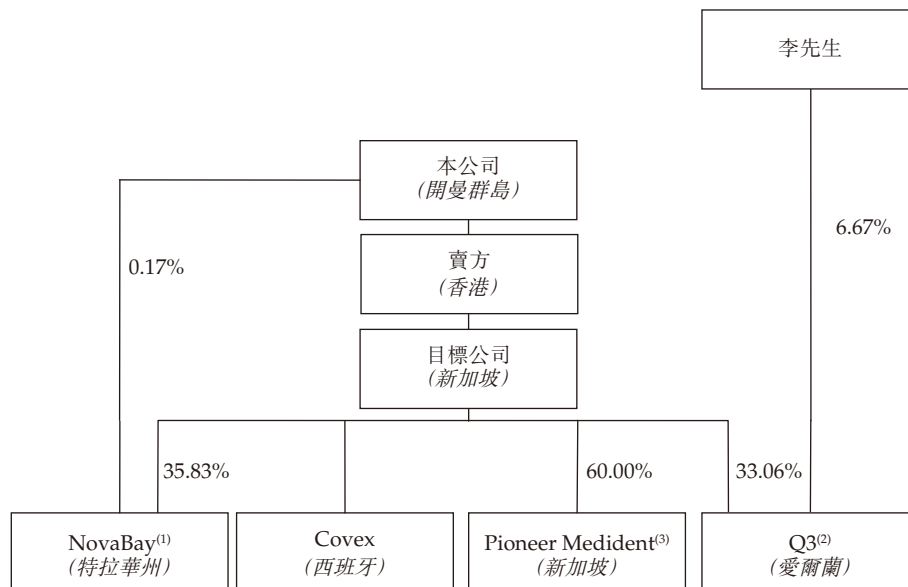 李先生
本公司
(開曼群島)
6.67%
0.17%
賣方
(香港)
目標公司
(新加坡)
35.83%
60.00%
33.06%
NovaBay(1)
(特拉華州)
Covex
(西班牙)
Pioneer Medident(3)
(新加坡)
Q3(2)
(愛爾蘭)